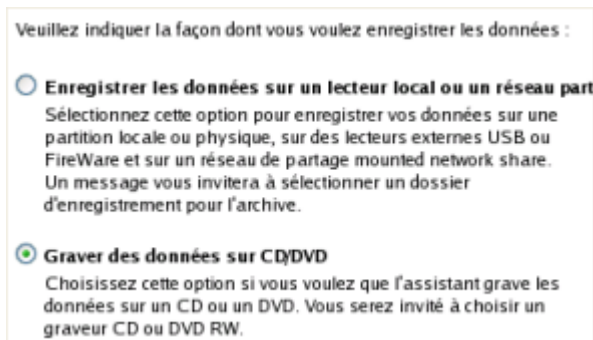 Veuillez indiquer la façon dont vous voulez enregistrer les données :
Enregistrer les données sur un lecteur local ou un réseau part
Sélectionnez cette option pour enregistrer vos données sur une
partition locale ou physique, sur des lecteurs externes USB ou
FireWare et sur un réseau de partage mounted network share.
Un message vous invitera à sélectionner un dossier
d'enregistrement pour l'archive.
Graver des données sur CD/DVD
Choisissez cette option si vous voulez que l'assistant grave les
données sur un CD ou un DVD. Vous serez invité à choisir un
graveur CD ou DVD RW.